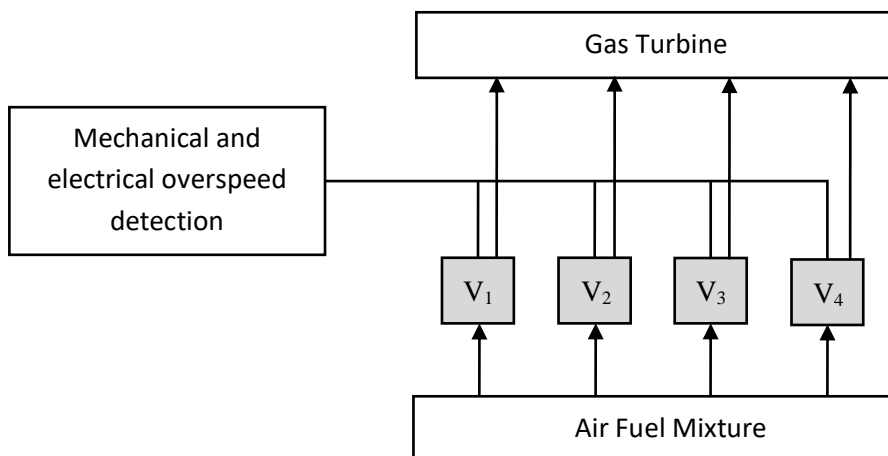 Gas Turbine
Mechanical and
electrical overspeed
detection
V₁ V₂ V₃ V₄
Air Fuel Mixture